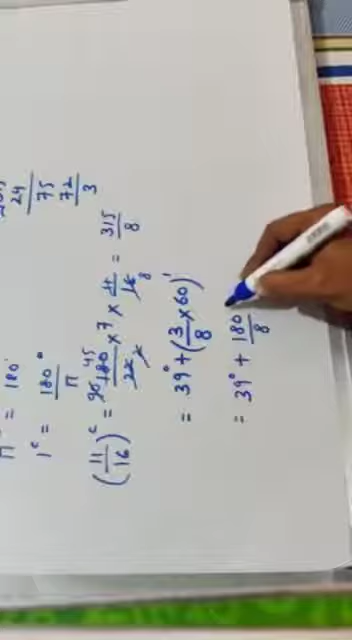 π = 180°
1ᶜ = 180°/π
(11/16)ᶜ = 180/22 × 7 × 11/16 = 315/8
= 39° + (3/8 × 60)'
= 39° + 180/8
24
75
72
3